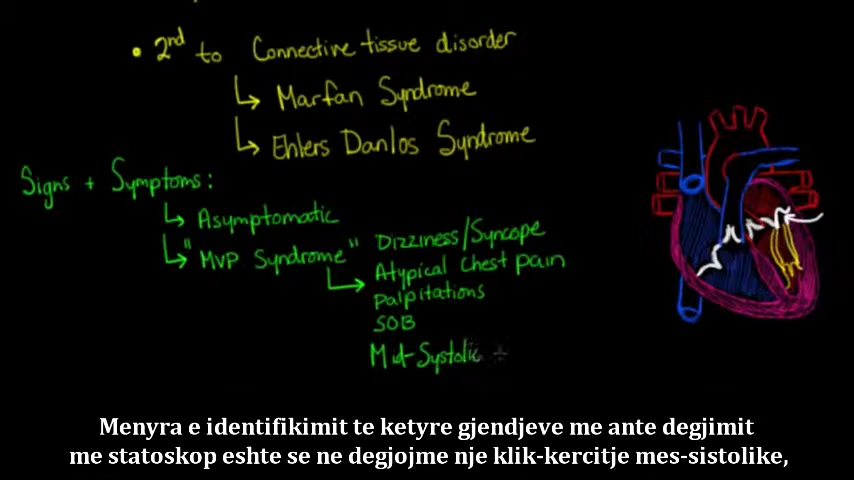 • 2nd to Connective tissue disorder
↳ Marfan Syndrome
↳ Ehlers Danlos Syndrome
Signs + Symptoms:
↳ Asymptomatic
↳ "MVP Syndrome"
↳ Dizziness/Syncope
Atypical Chest pain
palpitations
SOB
Mid-Systolic
Menyra e identifikimit te ketyre gjendjeve me ante degjimit
me statoskop eshte se ne degjojme nje klik-kercitje mes-sistolike,